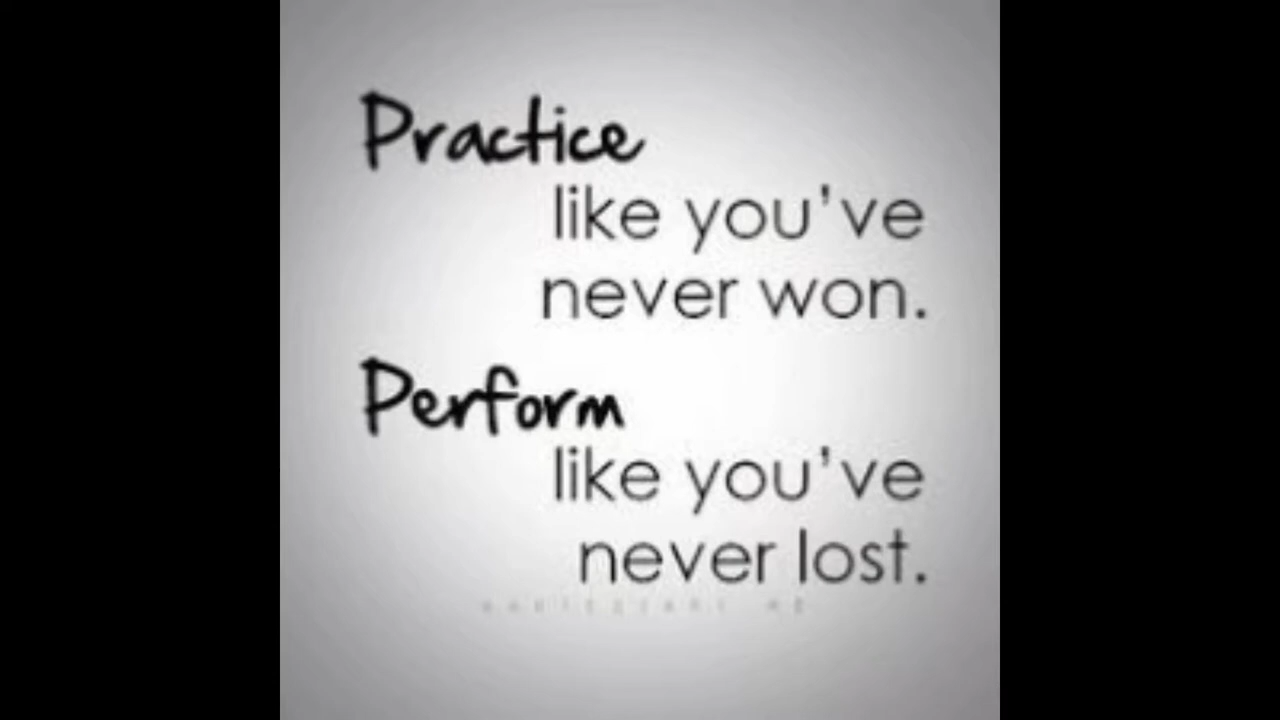 Practice
like you've
never won.
Perform
like you've
never lost.